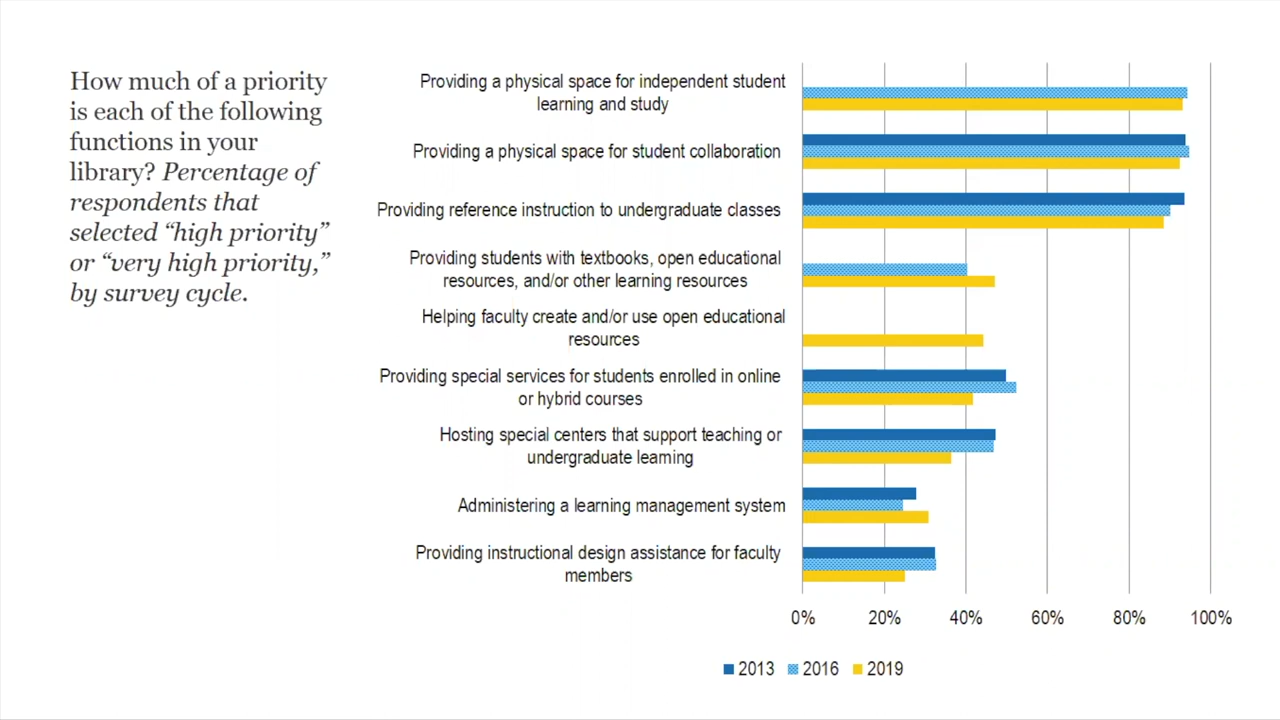 How much of a priority
is each of the following
functions in your
library? Percentage of
respondents that
selected “high priority”
or “very high priority,”
by survey cycle.
Providing a physical space for independent student
learning and study
Providing a physical space for student collaboration
Providing reference instruction to undergraduate classes
Providing students with textbooks, open educational
resources, and/or other learning resources
Helping faculty create and/or use open educational
resources
Providing special services for students enrolled in online
or hybrid courses
Hosting special centers that support teaching or
undergraduate learning
Administering a learning management system
Providing instructional design assistance for faculty
members
0% 20% 40% 60% 80% 100%
2013 2016 2019